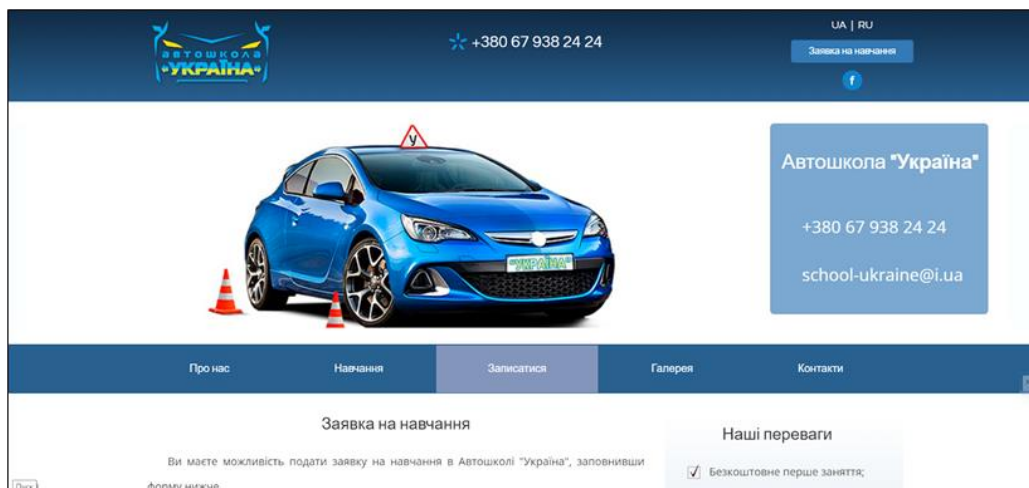 автошкола
"УКРАЇНА"
+380 67 938 24 24
UA | RU
Заявка на навчання
f
У
"УКРАЇНА"
Автошкола "Україна"
+380 67 938 24 24
school-ukraine@i.ua
Про нас
Навчання
Записатися
Галерея
Контакти
Заявка на навчання
Ви маєте можливість подати заявку на навчання в Автошколі "Україна", заповнивши
форму нижче
Наші переваги
Безкоштовне перше заняття;
Пуск